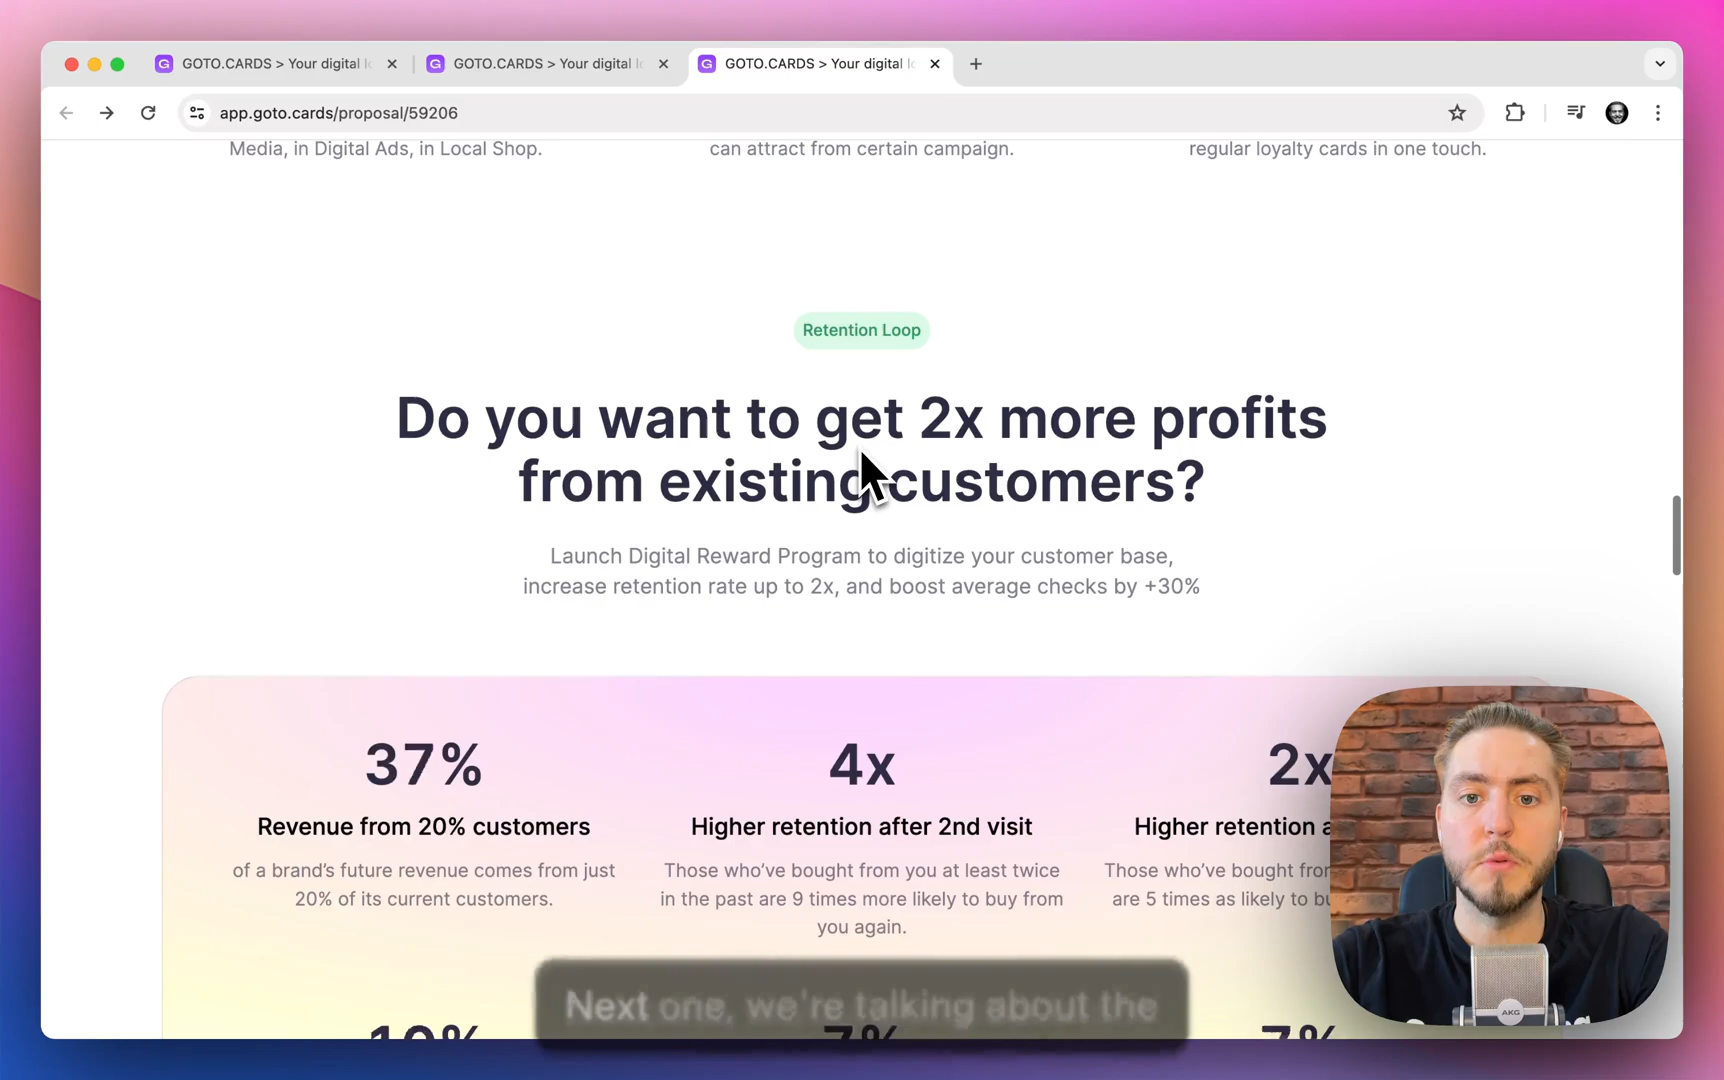 GOTO.CARDS > Your digital
GOTO.CARDS > Your digital
GOTO.CARDS > Your digital
app.goto.cards/proposal/59206
Media, in Digital Ads, in Local Shop.
can attract from certain campaign.
regular loyalty cards in one touch.
Retention Loop
Do you want to get 2x more profits
from existing customers?
Launch Digital Reward Program to digitize your customer base,
increase retention rate up to 2x, and boost average checks by +30%
37%
Revenue from 20% customers
of a brand’s future revenue comes from just
20% of its current customers.
4x
Higher retention after 2nd visit
Those who’ve bought from you at least twice
in the past are 9 times more likely to buy from
you again.
2x
Higher retention
Those who’ve bought
are 5 times as likely to
Next one, we're talking about the
7%
AKG